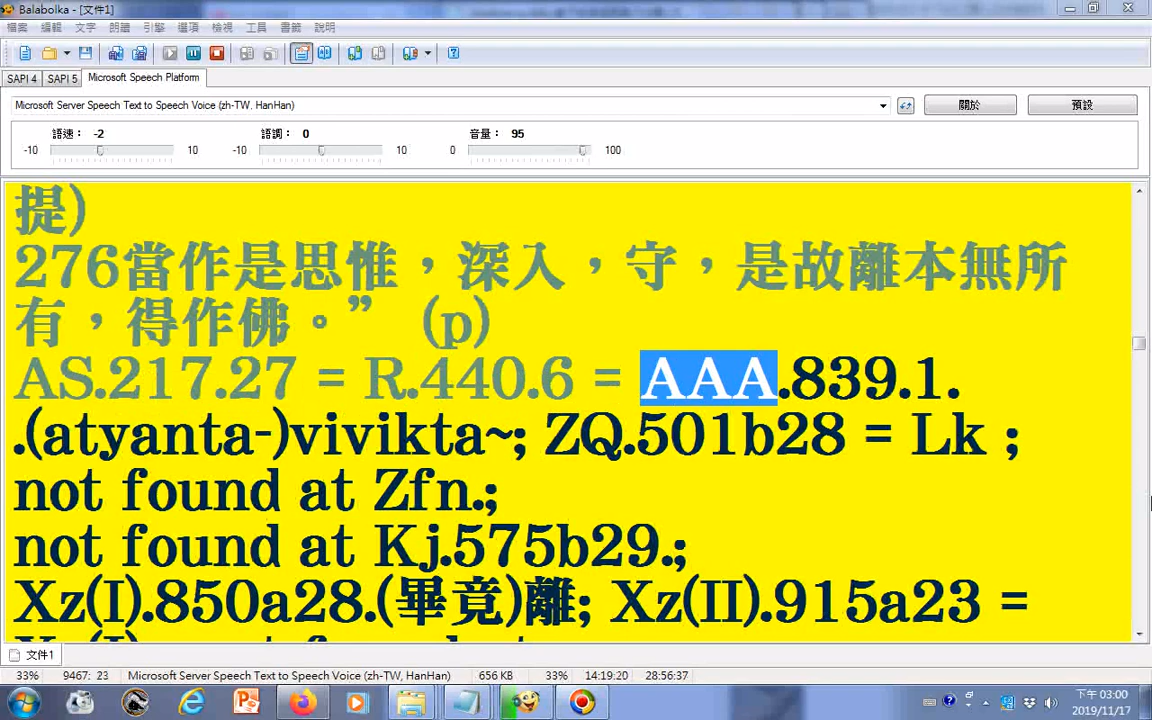 Balabolka - [文件1]
檔案 編輯 文字 朗讀 引擎 選項 檢視 工具 書籤 說明
SAPI 4 SAPI 5 Microsoft Speech Platform
Microsoft Server Speech Text to Speech Voice (zh-TW, HanHan) 關於 預設
語速： -2 語調： 0 音量： 95
-10 10 -10 10 0 100
提)
276當作是思惟，深入，守，是故離本無所
有，得作佛。” (p)
AS.217.27 = R.440.6 = AAA.839.1.
.(atyanta-)vivikta~; ZQ.501b28 = Lk ;
not found at Zfn.;
not found at Kj.575b29.;
Xz(I).850a28.(畢竟)離; Xz(II).915a23 =
文件1
33% 9467: 23 Microsoft Server Speech Text to Speech Voice (zh-TW, HanHan) 656 KB 33% 14:19:20 28:56:37
下午 03:00
2019/11/17